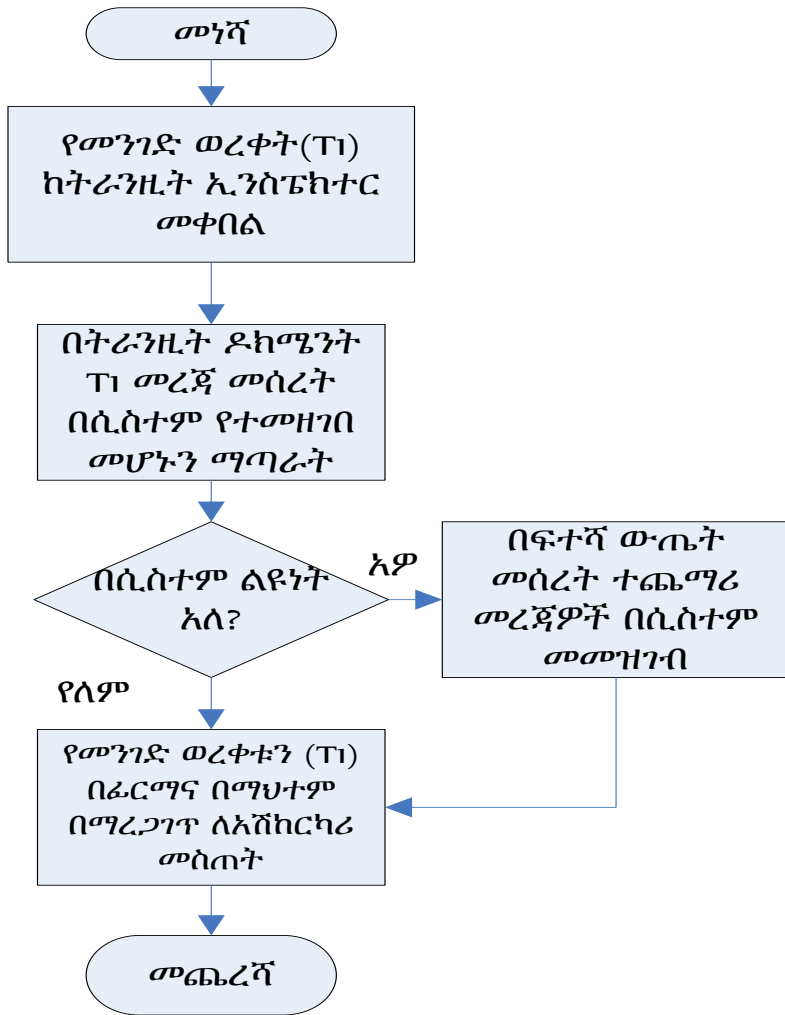 መነሻ
የመንገድ ወረቀት(T1)
ከትራንዚት ኢንስፔክተር
መቀበል
በትራንዚት ዶክሜንት
T1 መረጃ መሰረት
በሲስተም የተመዘገበ
መሆኑን ማጣራት
በሲስተም ልዩነት
አለ?
አዎ
በፍተሻ ውጤት
መሰረት ተጨማሪ
መረጃዎች በሲስተም
መመዝገብ
የለም
የመንገድ ወረቀቱን (T1)
በፊርማና በማህተም
በማረጋገጥ ለአሽከርካሪ
መስጠት
መጨረሻ